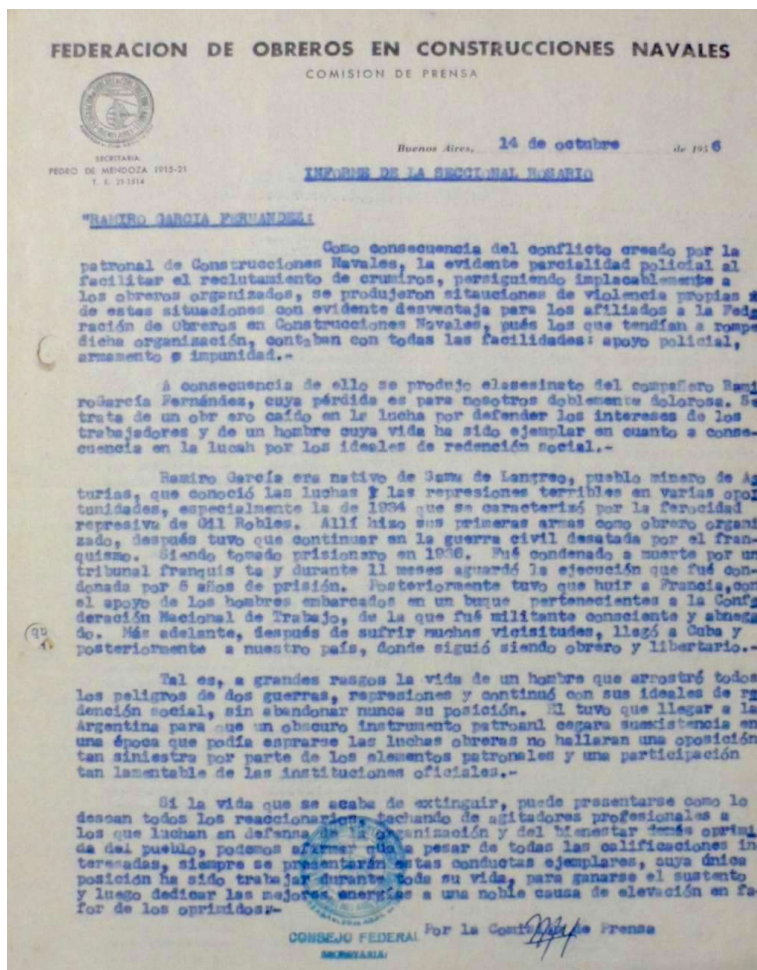 FEDERACION DE OBREROS EN CONSTRUCCIONES NAVALES
COMISION DE PRENSA
SECRETARIA:
PEDRO DE MENDOZA 1915-21
T. E. 21-1514
Buenos Aires, 14 de octubre de 1956
INFORME DE LA SECCIONAL ROSARIO
"RAMIRO GARCIA FERNANDEZ:
Como consecuencia del conflicto creado por la
patronal de Construcciones Navales, la evidente parcialidad policial al
facilitar el reclutamiento de crumiros, persiguiendo implacablemente a
los obreros organizados, se produjeron sitauciones de violencia propias
de estas situaciones con evidente desventaja para los afiliados a la Fede
ración de Obreros en Construcciones Navales, pués los que tendían a rompe
dicha organización, contaban con todas las facilidades: apoyo policial,
armamento e impunidad.-
A consecuencia de ello se produjo elasesinato del compañero Rami
roGarcía Fernández, cuya pérdida es para nosotros doblemente dolorosa. Se
trata de un obr ero caído en la lucha por defender los intereses de los
trabajadores y de un hombre cuya vida ha sido ejemplar en cuanto a conse-
cuencia en la lucah por los ideales de redención social.-
Ramiro García era nativo de Sama de Langreo, pueblo minero de As
turias, que conoció las luchas y las represiones terribles en varias opor
tunidades, especialmente la de 1934 que se caracterizó por la ferocidad
represiva de Gil Robles. Allí hizo sus primeras armas como obrero organi
zado, después tuvo que continuar en la guerra civil desatada por el fran-
quismo. Siendo tomado prisionero en 1936. Fué condenado a muerte por un
tribunal franquis ta y durante 11 meses aguardó la ejecución que fué con-
donada por 6 años de prisión. Posteriormente tuvo que huir a Francia,con
el apoyo de los hombres embarcados en un buque pertenecientes a la Confe
deración Nacional de Trabajo, de la que fué militante consciente y abnega
do. Más adelante, después de sufrir muchas vicisitudes, llegó a Cuba y
posteriormente a nuestro país, donde siguió siendo obrero y libertario.-
Tal es, a grandes rasgos la vida de un hombre que arrostró todos
los peligros de dos guerras, represiones y continuó con sus ideales de re
dención social, sin abandonar nunca su posición. El tuvo que llegar a la
Argentina para que un obscuro instrumento patroanl cegara suexistencia en
una época que podía esprarse las luchas obreras no hallaran una oposición
tan siniestra por parte de los elementos patronales y una participación
tan lamentable de las instituciones oficiales.-
Si la vida que se acaba de extinguir, puede presentarse como lo
desean todos los reaccionarios, tachando de agitadores profesionales a
los que luchan en defensa de la organización y del bienestar demás oprimi
da del pueblo, podemos afirmar que a pesar de todas las calificaciones in
teresadas, siempre se presentarán estas conductas ejemplares, cuya única
posición ha sido trabajar durante toda su vida, para ganarse el sustento
y luego dedicar las mejores energías a una noble causa de elevación en fa
for de los oprimidos.-
Por la Comisión de Prensa
CONSEJO FEDERAL
SECRETARIA: